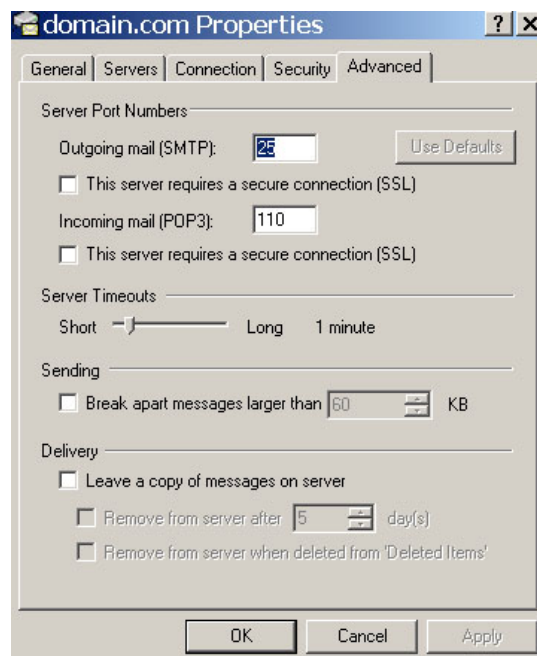 domain.com Properties
General Servers Connection Security Advanced
Server Port Numbers
Outgoing mail (SMTP): 25 Use Defaults
This server requires a secure connection (SSL)
Incoming mail (POP3): 110
This server requires a secure connection (SSL)
Server Timeouts
Short Long 1 minute
Sending
Break apart messages larger than 60 KB
Delivery
Leave a copy of messages on server
Remove from server after 5 day(s)
Remove from server when deleted from 'Deleted Items'
OK Cancel Apply